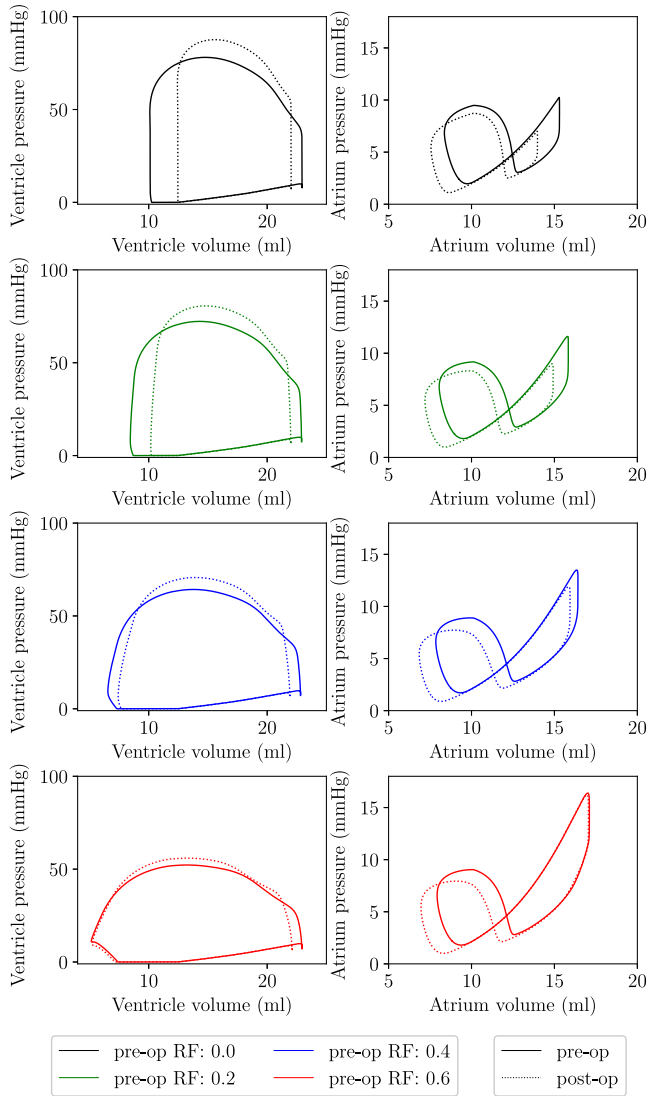 100
50
0
Ventricle pressure (mmHg)
10
20
Ventricle volume (ml)
15
10
5
0
Atrium pressure (mmHg)
5
10
15
20
Atrium volume (ml)
100
50
0
Ventricle pressure (mmHg)
10
20
Ventricle volume (ml)
15
10
5
0
Atrium pressure (mmHg)
5
10
15
20
Atrium volume (ml)
100
50
0
Ventricle pressure (mmHg)
10
20
Ventricle volume (ml)
15
10
5
0
Atrium pressure (mmHg)
5
10
15
20
Atrium volume (ml)
100
50
0
Ventricle pressure (mmHg)
10
20
Ventricle volume (ml)
15
10
5
0
Atrium pressure (mmHg)
5
10
15
20
Atrium volume (ml)
pre-op RF: 0.0
pre-op RF: 0.2
pre-op RF: 0.4
pre-op RF: 0.6
pre-op
post-op